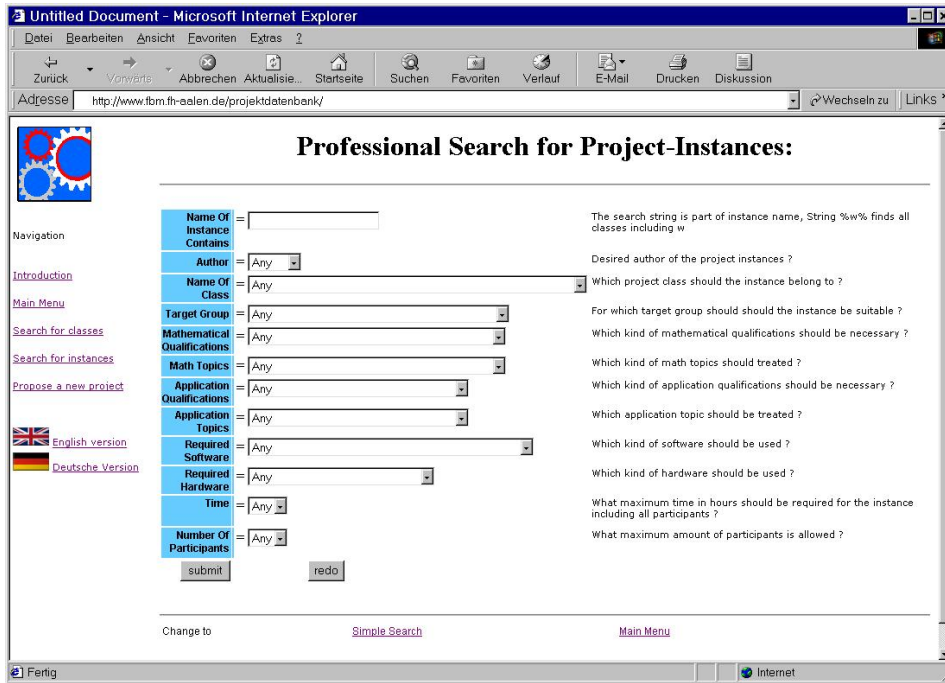 Untitled Document - Microsoft Internet Explorer
Datei Bearbeiten Ansicht Favoriten Extras ?
Zurück Vorwärts Abbrechen Aktualisie... Startseite Suchen Favoriten Verlauf E-Mail Drucken Diskussion
Adresse http://www.fbm.fh-aalen.de/projektdatenbank/ Wechseln zu Links
Professional Search for Project-Instances:
Navigation
Introduction
Main Menu
Search for classes
Search for instances
Propose a new project
English version
Deutsche Version
Name Of = The search string is part of instance name, String %w% finds all
Instance classes including w
Contains
Author = Any Desired author of the project instances ?
Name Of = Any Which project class should the instance belong to ?
Class
Target Group = Any For which target group should should the instance be suitable ?
Mathematical = Any Which kind of mathematical qualifications should be necessary ?
Qualifications
Math Topics = Any Which kind of math topics should treated ?
Application = Any Which kind of application qualifications should be necessary ?
Qualifications
Application = Any Which application topic should be treated ?
Topics
Required = Any Which kind of software should be used ?
Software
Required = Any Which kind of hardware should be used ?
Hardware
Time = Any What maximum time in hours should be required for the instance
including all participants ?
Number Of = Any What maximum amount of participants is allowed ?
Participants
submit redo
Change to Simple Search Main Menu
Fertig Internet